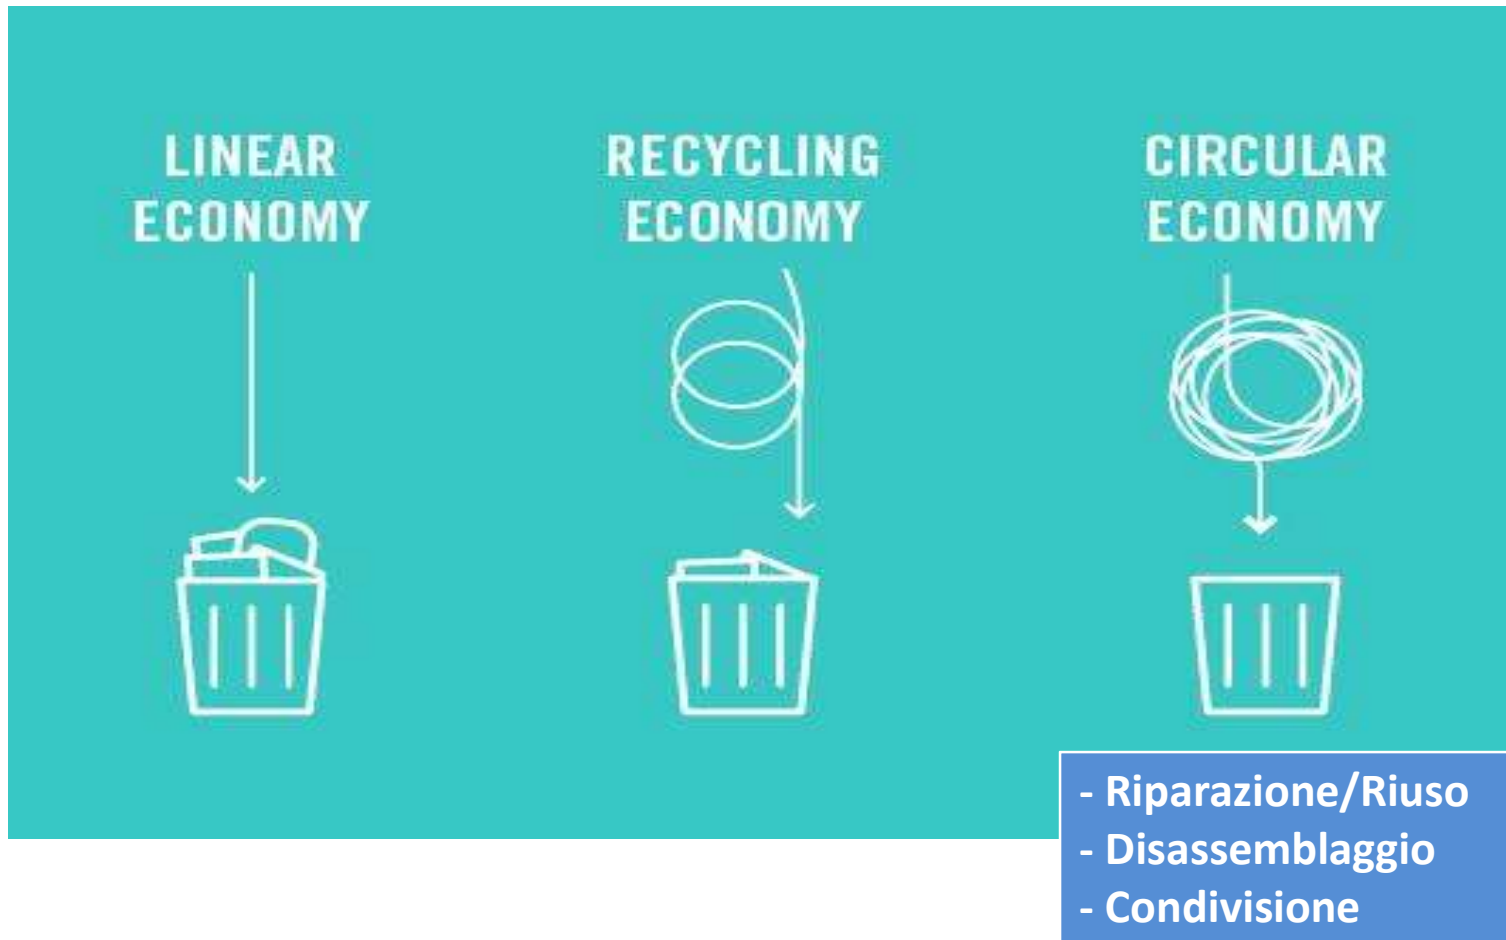 LINEAR
ECONOMY
RECYCLING
ECONOMY
CIRCULAR
ECONOMY
- Riparazione/Riuso
- Disassemblaggio
- Condivisione